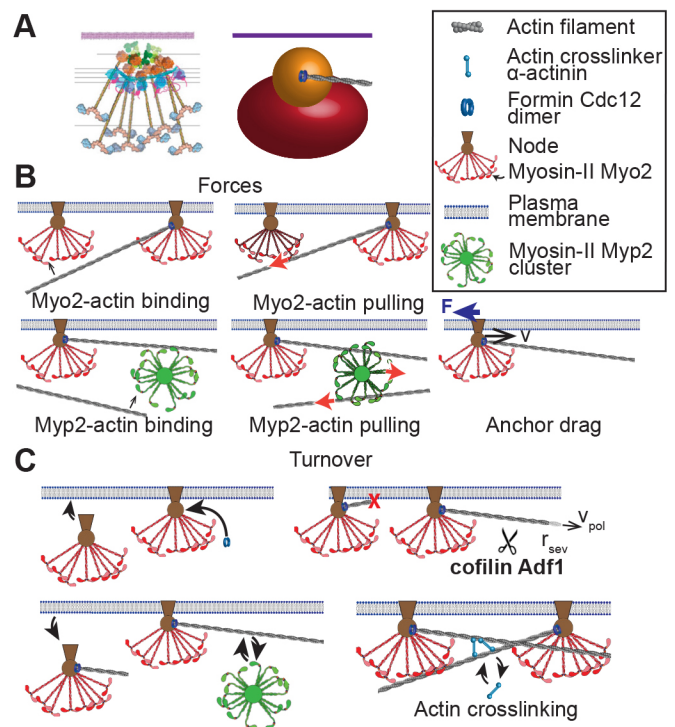 A
Actin filament
Actin crosslinker
α-actinin
Formin Cdc12
dimer
Node
Myosin-II Myo2
Plasma
membrane
Myosin-II Myp2
cluster
B
Forces
Myo2-actin binding
Myo2-actin pulling
F
V
Myp2-actin binding
Myp2-actin pulling
Anchor drag
C
Turnover
X
Vpol
rsev
cofilin Adf1
Actin crosslinking